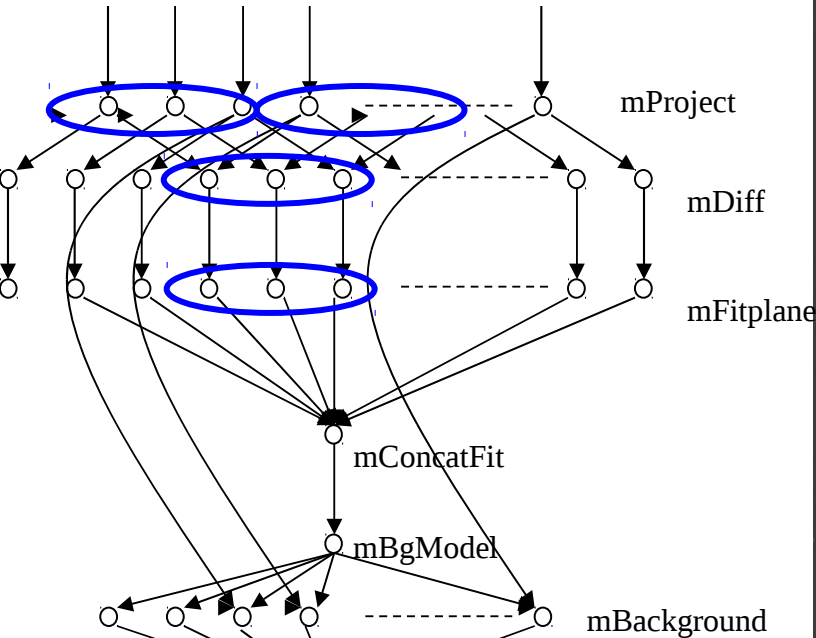 mProject
mDiff
mFitplane
mConcatFit
mBgModel
mBackground